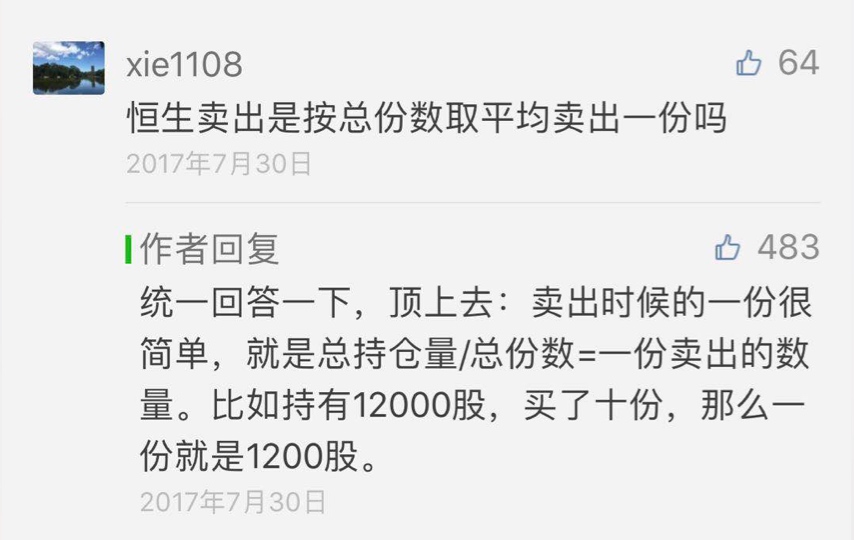 xie1108
64
恒生卖出是按总份数取平均卖出一份吗
2017年7月30日
作者回复
483
统一回答一下，顶上去：卖出时候的一份很
简单，就是总持仓量/总份数=一份卖出的数
量。比如持有12000股，买了十份，那么一
份就是1200股。
2017年7月30日